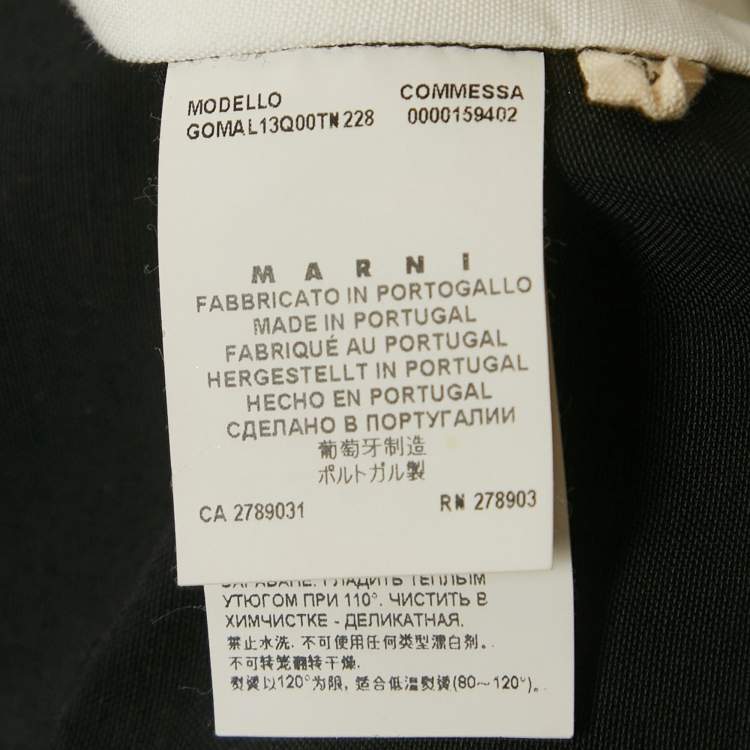 MODELLO COMMESSA
GOMAL13Q00TN228 0000159402
MARNI
FABBRICATO IN PORTOGALLO
MADE IN PORTUGAL
FABRIQUÉ AU PORTUGAL
HERGESTELLT IN PORTUGAL
HECHO EN PORTUGAL
СДЕЛАНО В ПОРТУГАЛИИ
葡萄牙制造
ポルトガル製
CA 2789031 RN 278903
ГЛАДИТЬ ТЕПЛЫМ
УТЮГОМ ПРИ 110°. ЧИСТИТЬ В
ХИМЧИСТКЕ - ДЕЛИКАТНАЯ.
禁止水洗. 不可使用任何类型漂白剂。.
不可转笼翻转干燥.
熨烫以120°为限, 适合低温熨烫(80～120°).